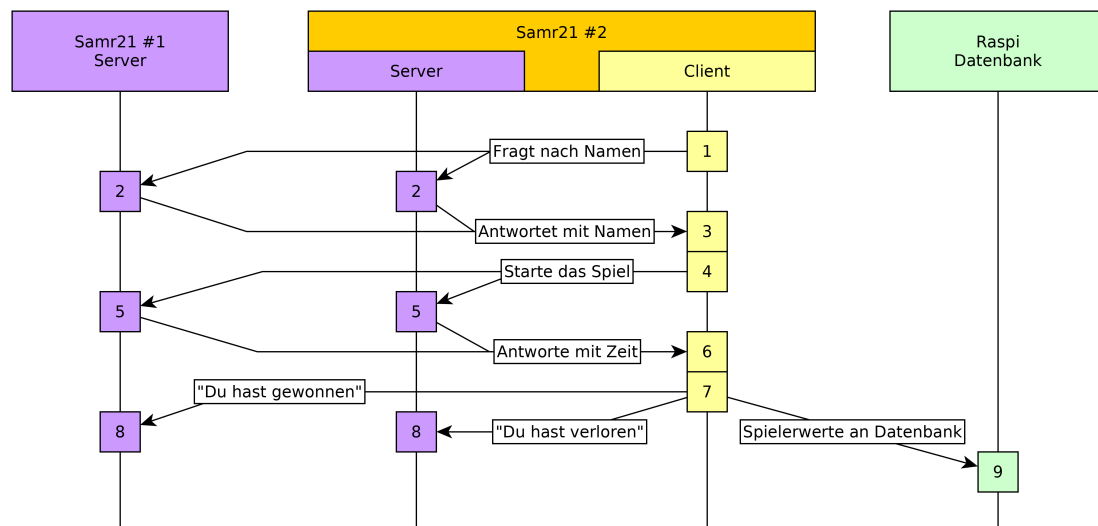 Samr21 #1
Server
Samr21 #2
Server
Client
Raspi
Datenbank
Fragt nach Namen
1
2
2
Antwortet mit Namen
3
Starte das Spiel
4
5
5
Antworte mit Zeit
6
"Du hast gewonnen"
7
8
8
"Du hast verloren"
Spielerwerte an Datenbank
9